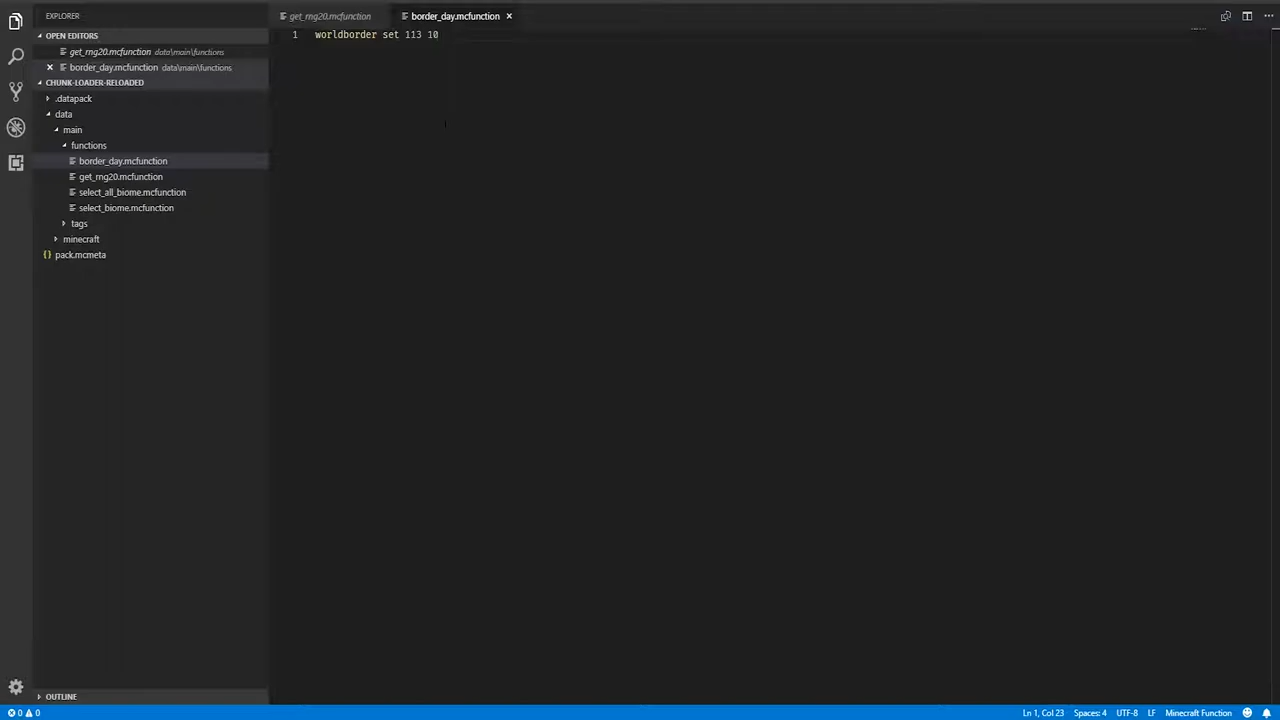 EXPLORER
OPEN EDITORS
get_rng20.mcfunction data\main\functions
border_day.mcfunction data\main\functions
CHUNK-LOADER-RELOADED
.datapack
data
main
functions
border_day.mcfunction
get_rng20.mcfunction
select_all_biome.mcfunction
select_biome.mcfunction
tags
minecraft
{} pack.mcmeta
OUTLINE
get_rng20.mcfunction border_day.mcfunction
1 worldborder set 113 10
0 0 Ln 1, Col 23 Spaces: 4 UTF-8 LF Minecraft Function